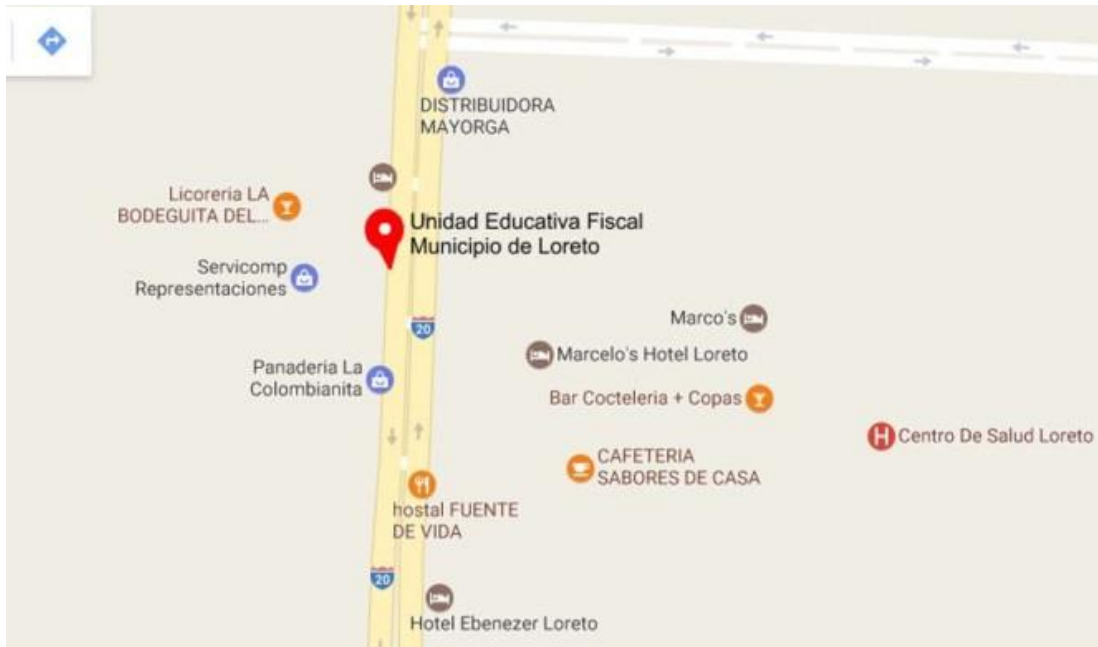 DISTRIBUIDORA
MAYORGA
Licoreria LA
BODEGUITA DEL...
Unidad Educativa Fiscal
Municipio de Loreto
Servicomp
Representaciones
20
Marco's
Marcelo's Hotel Loreto
Panaderia La
Colombianita
Bar Cocteleria + Copas
H Centro De Salud Loreto
CAFETERIA
SABORES DE CASA
hostal FUENTE
DE VIDA
20
Hotel Ebenezer Loreto